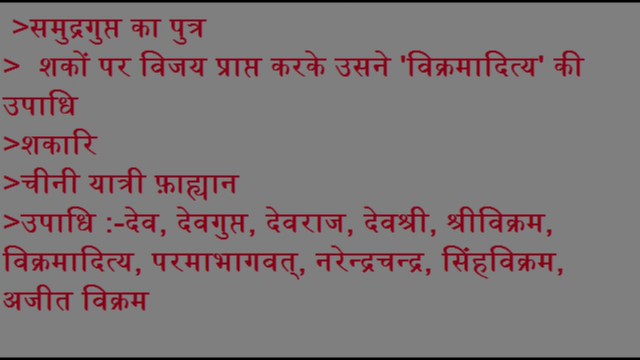 >समुद्रगुप्त का पुत्र
> शकों पर विजय प्राप्त करके उसने 'विक्रमादित्य' की
उपाधि
>शकारि
>चीनी यात्री फ़ाह्यान
>उपाधि :-देव, देवगुप्त, देवराज, देवश्री, श्रीविक्रम,
विक्रमादित्य, परमाभागवत्, नरेन्द्रचन्द्र, सिंहविक्रम,
अजीत विक्रम